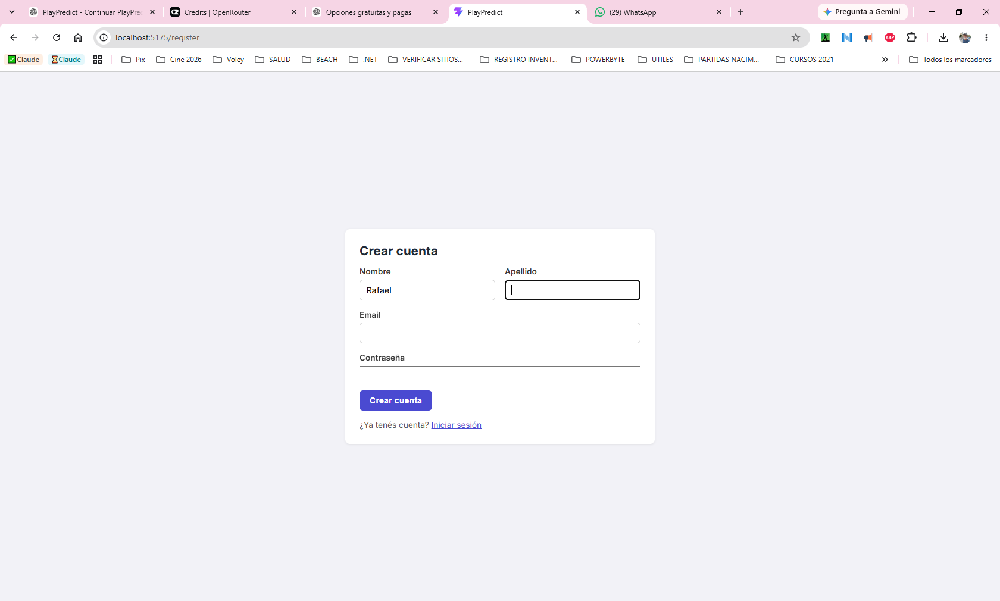 PlayPredict - Continuar PlayPre
Credits | OpenRouter
Opciones gratuitas y pagas
PlayPredict
(29) WhatsApp
Pregunta a Gemini
localhost:5175/register
ABP
Claude
Claude
Pix
Cine 2026
Voley
SALUD
BEACH
.NET
VERIFICAR SITIOS...
REGISTRO INVENT...
POWERBYTE
UTILES
PARTIDAS NACIM...
CURSOS 2021
Todos los marcadores
Crear cuenta
Nombre
Apellido
Rafael
Email
Contraseña
Crear cuenta
¿Ya tenés cuenta? Iniciar sesión